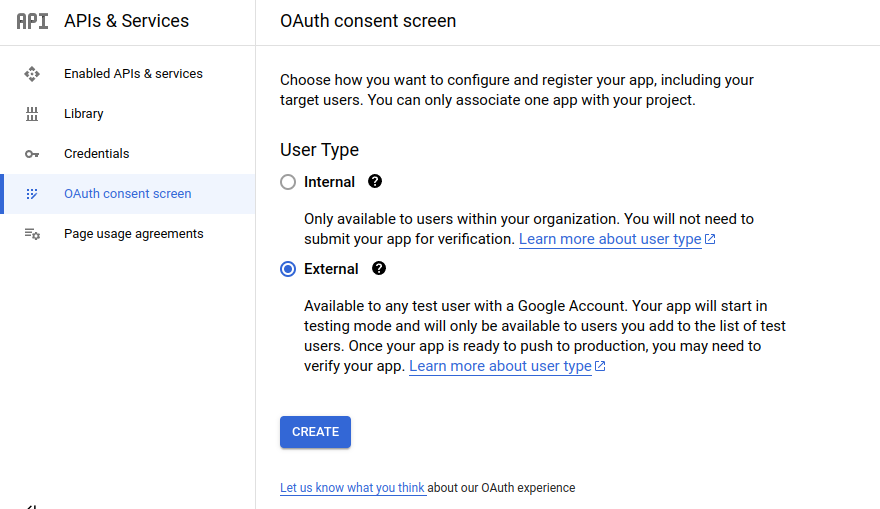 API APIs & Services
OAuth consent screen
Enabled APIs & services
Library
Credentials
OAuth consent screen
Page usage agreements
Choose how you want to configure and register your app, including your
target users. You can only associate one app with your project.
User Type
Internal
Only available to users within your organization. You will not need to
submit your app for verification. Learn more about user type
External
Available to any test user with a Google Account. Your app will start in
testing mode and will only be available to users you add to the list of test
users. Once your app is ready to push to production, you may need to
verify your app. Learn more about user type
CREATE
Let us know what you think about our OAuth experience